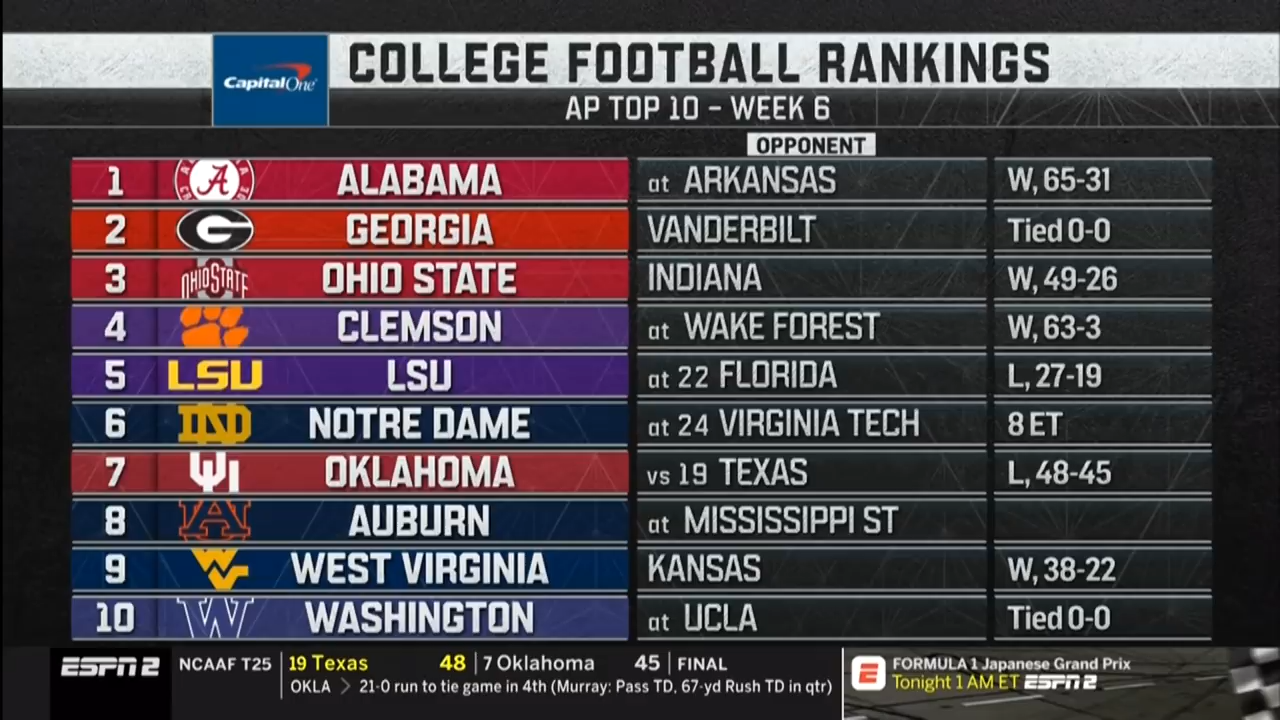 CapitalOne
COLLEGE FOOTBALL RANKINGS
AP TOP 10 – WEEK 6
OPPONENT
1 A ALABAMA at ARKANSAS W, 65-31
2 G GEORGIA VANDERBILT Tied 0-0
3 OHIO STATE OHIO STATE INDIANA W, 49-26
4 CLEMSON at WAKE FOREST W, 63-3
5 LSU LSU at 22 FLORIDA L, 27-19
6 ND NOTRE DAME at 24 VIRGINIA TECH 8 ET
7 OU OKLAHOMA vs 19 TEXAS L, 48-45
8 AU AUBURN at MISSISSIPPI ST
9 WV WEST VIRGINIA KANSAS W, 38-22
10 W WASHINGTON at UCLA Tied 0-0
ESPN2 NCAAF T25 19 Texas 48 7 Oklahoma 45 FINAL
OKLA > 21-0 run to tie game in 4th (Murray: Pass TD, 67-yd Rush TD in qtr)
E FORMULA 1 Japanese Grand Prix
Tonight 1 AM ET ESPN2